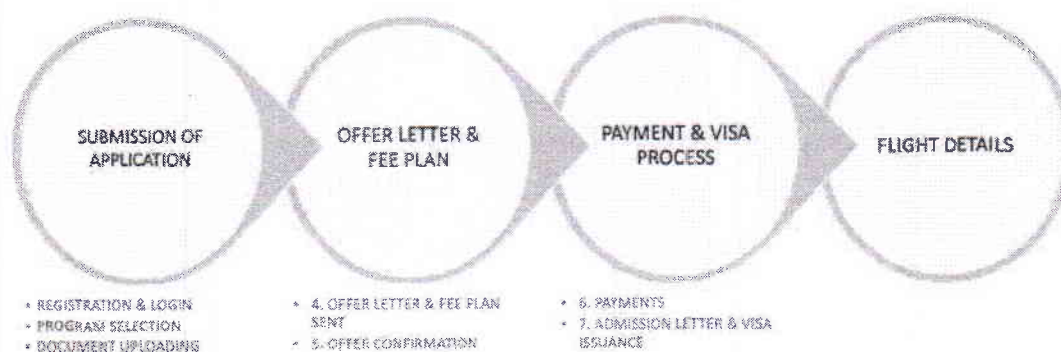 SUBMISSION OF
APPLICATION
OFFER LETTER &
FEE PLAN
PAYMENT & VISA
PROCESS
FLIGHT DETAILS
• REGISTRATION & LOGIN
• PROGRAM SELECTION
• DOCUMENT UPLOADING
• 4. OFFER LETTER & FEE PLAN
SENT
• 5. OFFER CONFIRMATION
• 6. PAYMENTS
• 7. ADMISSION LETTER & VISA
ISSUANCE